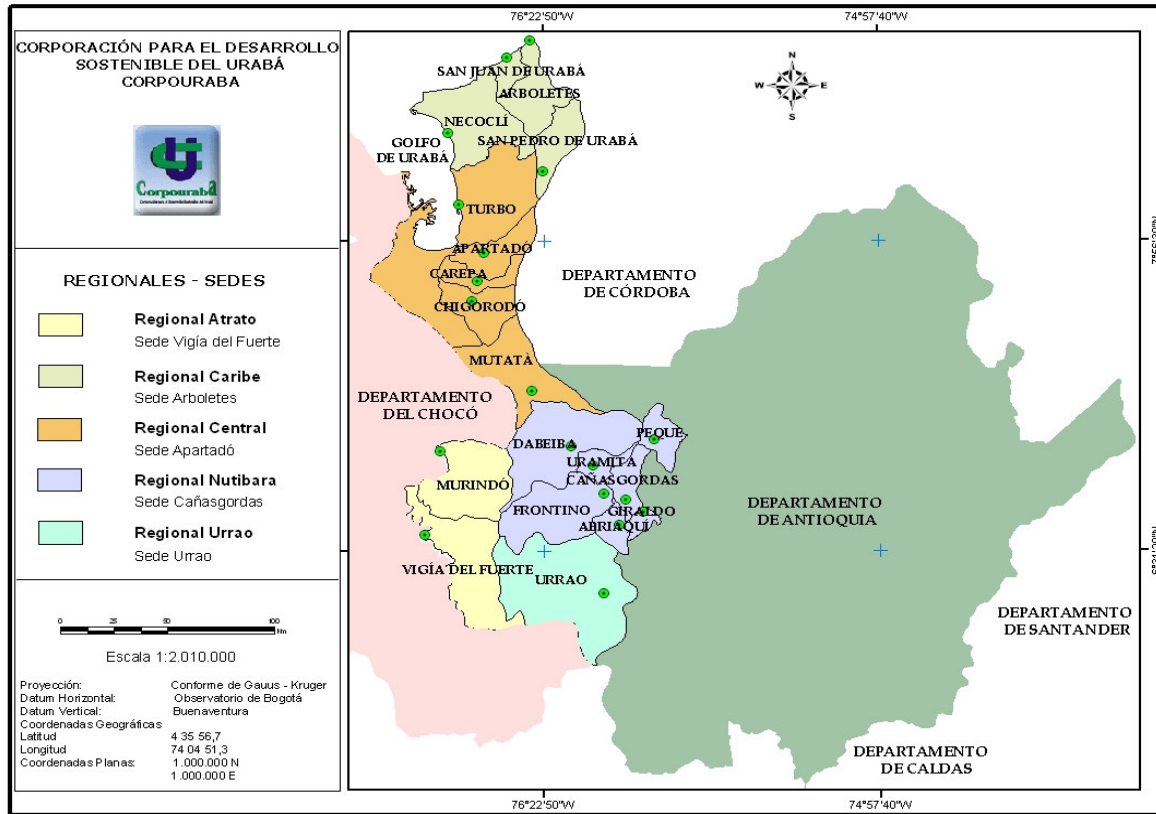 CORPORACIÓN PARA EL DESARROLLO
SOSTENIBLE DEL URABÁ
CORPOURABA
Corpouraba
REGIONALES - SEDES
Regional Atrato
Sede Vigía del Fuerte
Regional Caribe
Sede Arboletes
Regional Central
Sede Apartadó
Regional Nutibara
Sede Cañasgordas
Regional Urrao
Sede Urrao
0 25 50 100
Escala 1:2.010.000
Proyección: Conforme de Gauus - Kruger
Datum Horizontal: Observatorio de Bogotá
Datum Vertical: Buenaventura
Coordenadas Geográficas
Latitud 4 35 56,7
Longitud 74 04 51,3
Coordenadas Planas: 1.000.000 N
1.000.000 E
76°22'50"W 74°57'40"W
N
W E
S
SAN JUAN DE URABÁ
ARBOLETES
NECOCLÍ
SAN PEDRO DE URABÁ
GOLFO
DE URABÁ
TURBO
APARTADÓ
CAREPA
CHIGORODÓ
DEPARTAMENTO
DE CÓRDOBA
MUTATÀ
DEPARTAMENTO
DEL CHOCÓ
DABEIBA
PEQUE
URAMITA
CAÑASGORDAS
MURINDÓ
FRONTINO
GIRALDO
ABRIAQUÍ
DEPARTAMENTO
DE ANTIOQUIA
VIGÍA DEL FUERTE
URRAO
DEPARTAMENTO
DE SANTANDER
DEPARTAMENTO
DE CALDAS
76°22'50"W 74°57'40"W